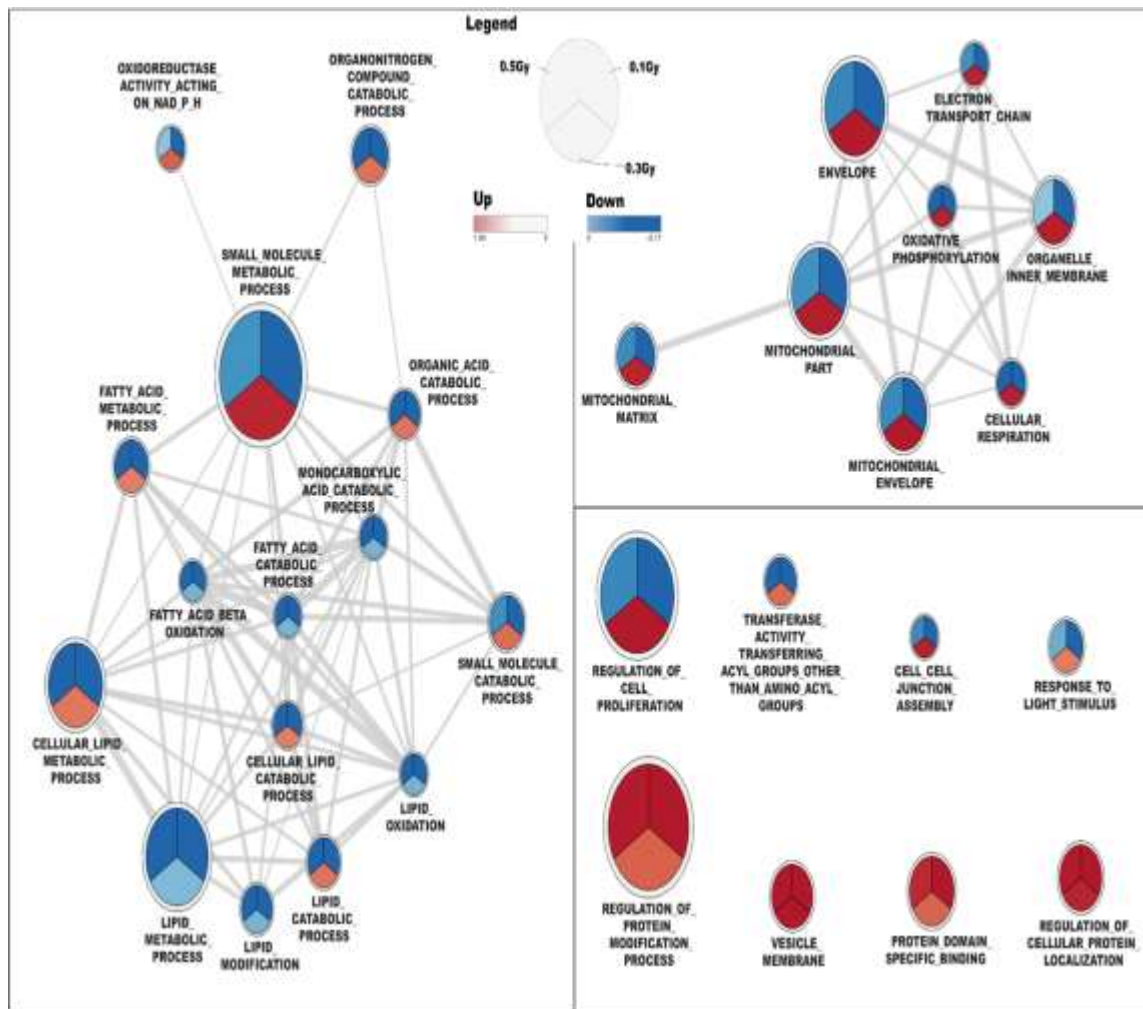 Legend
0.5Gy
0.1Gy
0.3Gy
Up
Down
0
0
OXIDOREDUCTASE_
ACTIVITY_ACTING_
ON_NAD_P_H
ORGANONITROGEN_
COMPOUND_
CATABOLIC_
PROCESS
SMALL_MOLECULE_
METABOLIC_
PROCESS
FATTY_ACID_
METABOLIC_
PROCESS
ORGANIC_ACID_
CATABOLIC_
PROCESS
MONOCARBOXYLIC_
ACID_CATABOLIC_
PROCESS
FATTY_ACID_
CATABOLIC_
PROCESS
FATTY_ACID_BETA_
OXIDATION
SMALL_MOLECULE_
CATABOLIC_PROCESS
CELLULAR_LIPID_
METABOLIC_
PROCESS
CELLULAR_LIPID_
CATABOLIC_
PROCESS
LIPID_
OXIDATION
LIPID_
METABOLIC_
PROCESS
LIPID_
MODIFICATION
LIPID_
CATABOLIC_
PROCESS
ENVELOPE
ELECTRON_
TRANSPORT_CHAIN
OXIDATIVE_
PHOSPHORYLATION
ORGANELLE_
INNER_MEMBRANE
MITOCHONDRIAL_
PART
MITOCHONDRIAL_
MATRIX
MITOCHONDRIAL_
ENVELOPE
CELLULAR_
RESPIRATION
REGULATION_OF_
CELL_
PROLIFERATION
TRANSFERASE_
ACTIVITY_
TRANSFERRING_
ACYL_GROUPS_OTHER_
THAN_AMINO_ACYL_
GROUPS
CELL_CELL_
JUNCTION_
ASSEMBLY
RESPONSE_TO_
LIGHT_STIMULUS
REGULATION_OF_
PROTEIN_
MODIFICATION_
PROCESS
VESICLE_
MEMBRANE
PROTEIN_DOMAIN_
SPECIFIC_BINDING
REGULATION_OF_
CELLULAR_PROTEIN_
LOCALIZATION